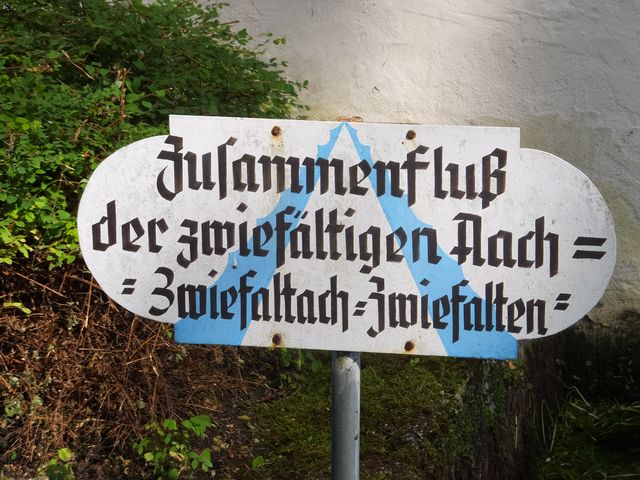 Zusammenfluß
der zwiefältigen Aach =
= Zwiefaltach = Zwiefalten =